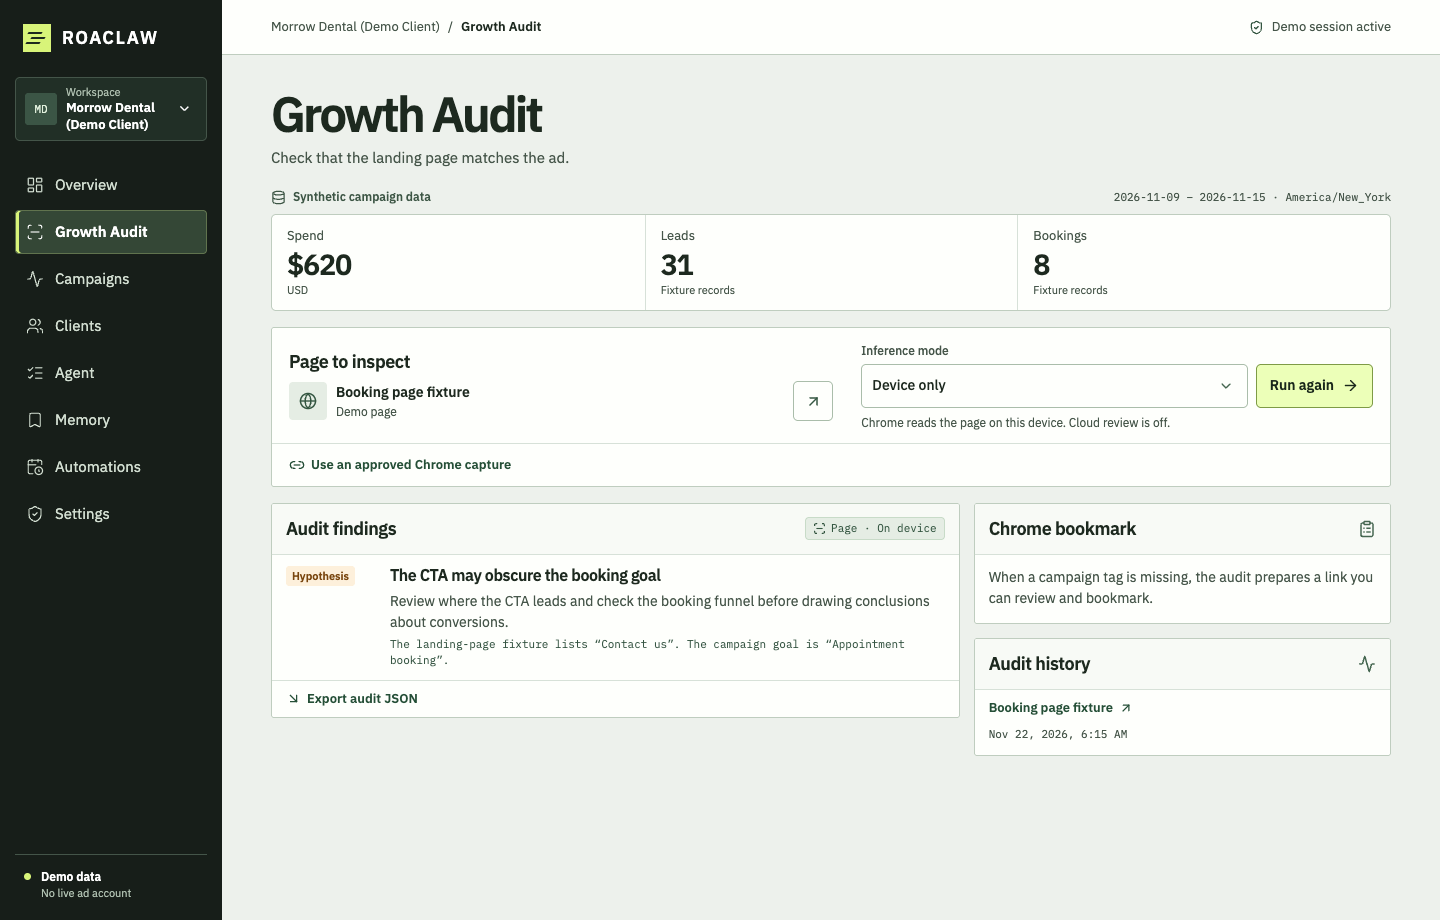 ROACLAW
MD
Workspace
Morrow Dental
(Demo Client)
Overview
Growth Audit
Campaigns
Clients
Agent
Memory
Automations
Settings
Demo data
No live ad account
Morrow Dental (Demo Client) / Growth Audit
Demo session active
Growth Audit
Check that the landing page matches the ad.
Synthetic campaign data
2026-11-09 – 2026-11-15 · America/New_York
Spend
$620
USD
Leads
31
Fixture records
Bookings
8
Fixture records
Page to inspect
Booking page fixture
Demo page
Inference mode
Device only
Run again
Chrome reads the page on this device. Cloud review is off.
Use an approved Chrome capture
Audit findings
Page · On device
Hypothesis
The CTA may obscure the booking goal
Review where the CTA leads and check the booking funnel before drawing conclusions
about conversions.
The landing-page fixture lists “Contact us”. The campaign goal is “Appointment
booking”.
Export audit JSON
Chrome bookmark
When a campaign tag is missing, the audit prepares a link you
can review and bookmark.
Audit history
Booking page fixture
Nov 22, 2026, 6:15 AM